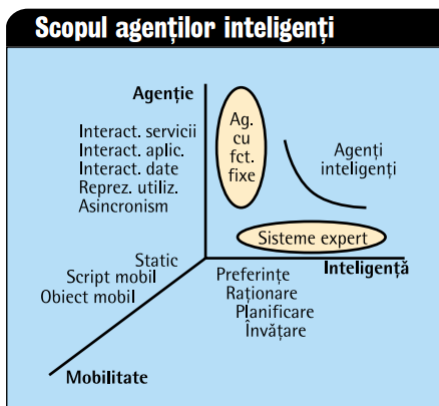 Scopul agenților inteligenți
Agenție
Interact. servicii
Interact. aplic.
Interact. date
Reprez. utiliz.
Asincronism
Ag.
cu
fct.
fixe
Agenți
inteligenți
Sisteme expert
Static
Script mobil
Obiect mobil
Inteligență
Preferințe
Raționare
Planificare
Învățare
Mobilitate